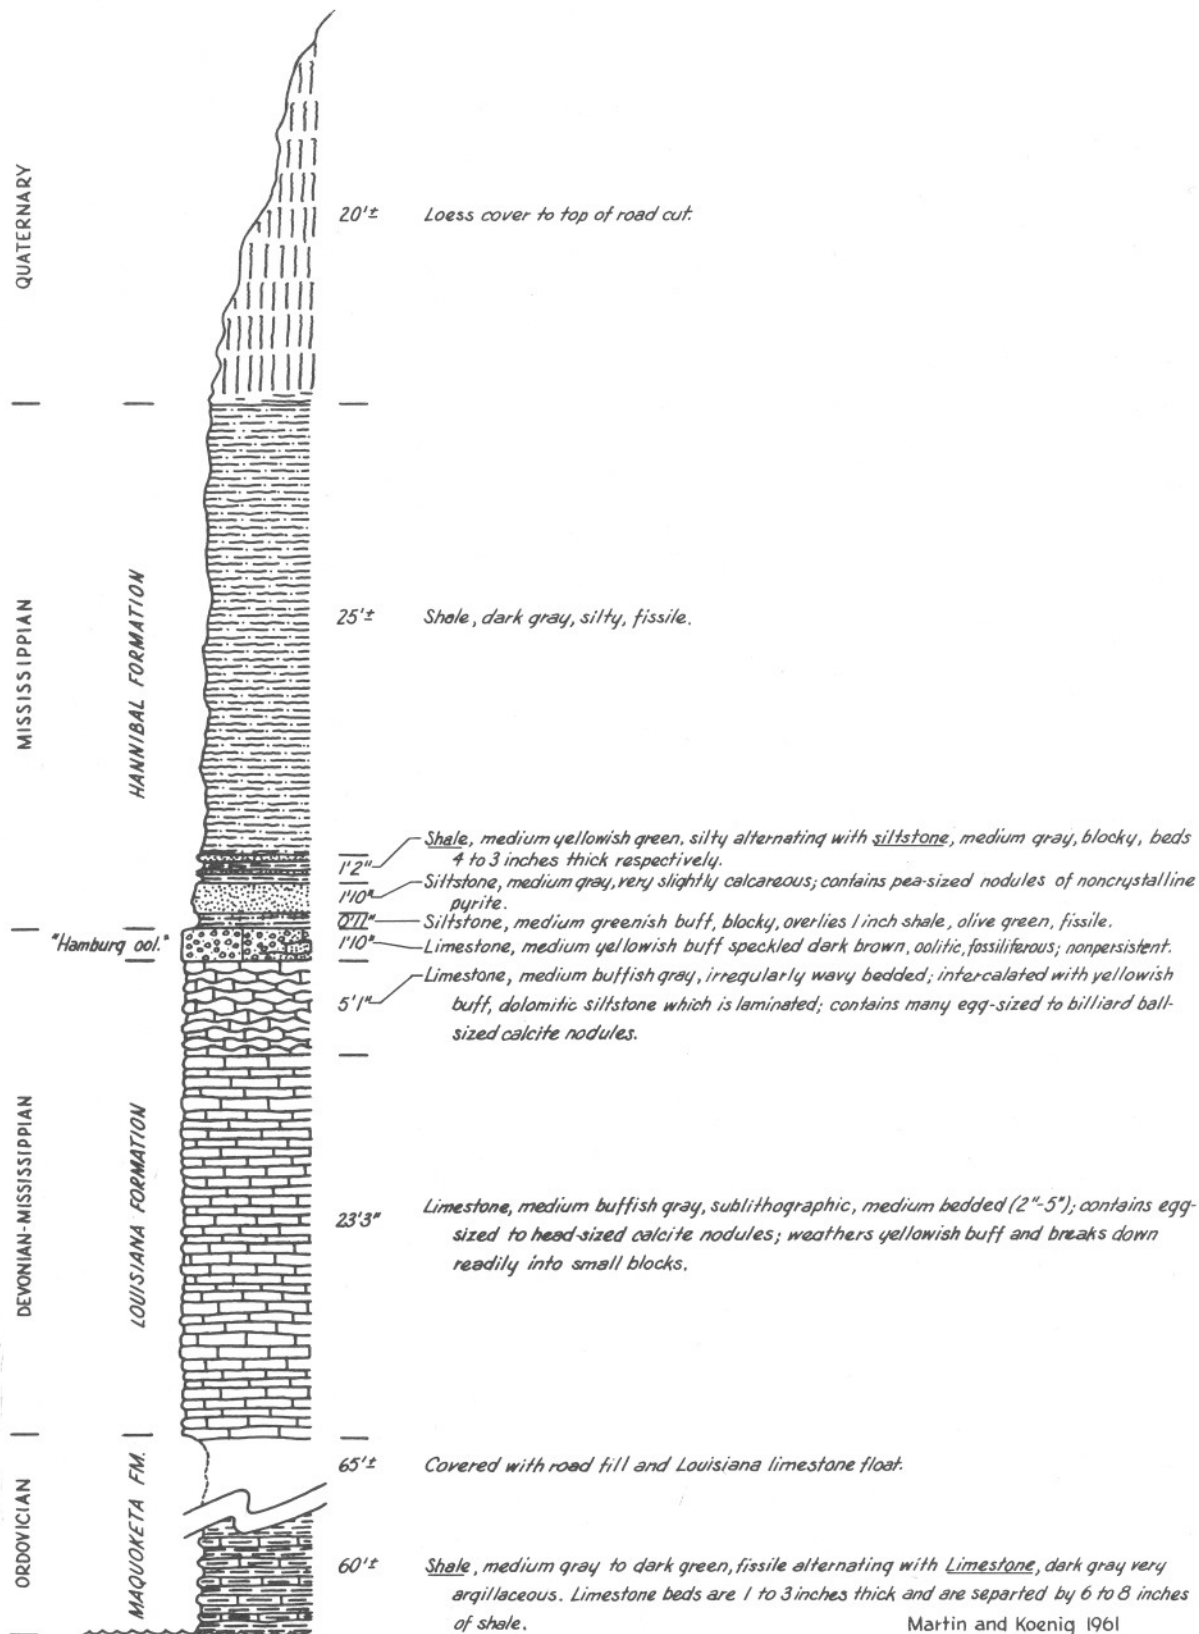 QUATERNARY
20'± Loess cover to top of road cut.
MISSISSIPPIAN
HANNIBAL FORMATION
25'± Shale, dark gray, silty, fissile.
1'2" Shale, medium yellowish green, silty alternating with siltstone, medium gray, blocky, beds
4 to 3 inches thick respectively.
1'10" Siltstone, medium gray, very slightly calcareous; contains pea-sized nodules of noncrystalline
pyrite.
0'11" Siltstone, medium greenish buff, blocky, overlies 1 inch shale, olive green, fissile.
"Hamburg ool."
1'10" Limestone, medium yellowish buff speckled dark brown, oolitic, fossiliferous; nonpersistent.
5'1" Limestone, medium buffish gray, irregularly wavy bedded; intercalated with yellowish
buff, dolomitic siltstone which is laminated; contains many egg-sized to billiard ball-
sized calcite nodules.
DEVONIAN-MISSISSIPPIAN
LOUISIANA FORMATION
23'3" Limestone, medium buffish gray, sublithographic, medium bedded (2"-5"); contains egg-
sized to head-sized calcite nodules; weathers yellowish buff and breaks down
readily into small blocks.
ORDOVICIAN
MAQUOKETA FM.
65'± Covered with road fill and Louisiana limestone float.
60'± Shale, medium gray to dark green, fissile alternating with Limestone, dark gray very
argillaceous. Limestone beds are 1 to 3 inches thick and are separted by 6 to 8 inches
of shale.
Martin and Koenig 1961